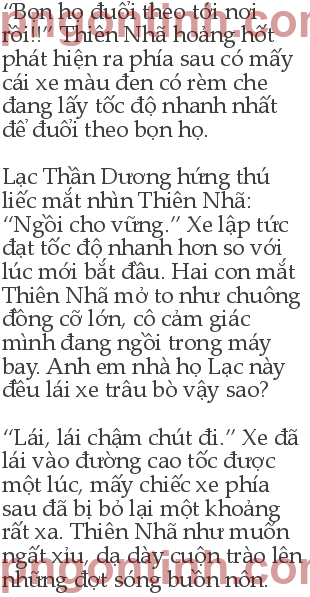 “Bọn họ đuổi theo tới nơi
rồi!!” Thiên Nhã hoảng hốt
phát hiện ra phía sau có mấy
cái xe màu đen có rèm che
đang lấy tốc độ nhanh nhất
để đuổi theo bọn họ.
Lạc Thần Dương hứng thú
liếc mắt nhìn Thiên Nhã:
“Ngồi cho vững.” Xe lập tức
đạt tốc độ nhanh hơn so với
lúc mới bắt đầu. Hai con mắt
Thiên Nhã mở to như chuông
đồng cỡ lớn, cô cảm giác
mình đang ngồi trong máy
bay. Anh em nhà họ Lạc này
đều lái xe trâu bò vậy sao?
“Lái, lái chậm chút đi.” Xe đã
lái vào đường cao tốc được
một lúc, mấy chiếc xe phía
sau đã bị bỏ lại một khoảng
rất xa. Thiên Nhã như muốn
ngất xỉu, dạ dày cuộn trào lên
những đợt sóng buồn nôn.
pngontinh.com
pngontinh.com